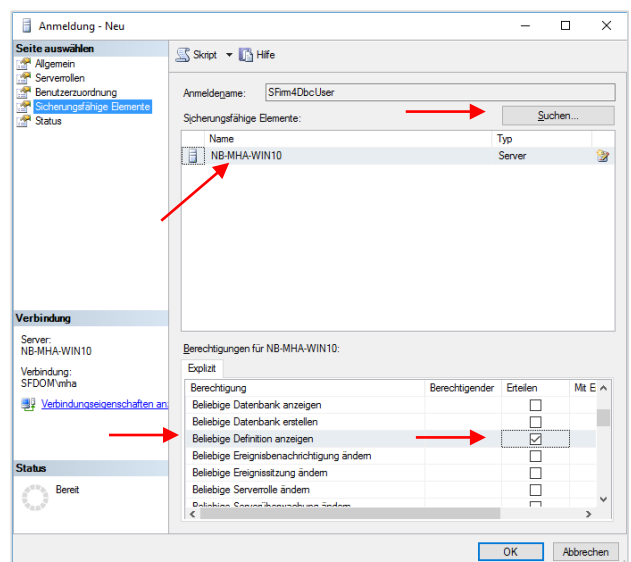 Anmeldung - Neu
Seite auswählen
Allgemein
Serverrollen
Benutzerzuordnung
Sicherungsfähige Elemente
Status
Skript
Hilfe
Anmeldename: SFirm4DbcUser
Sicherungsfähige Elemente:
Suchen...
Name Typ
NB-MHA-WIN10 Server
Verbindung
Server:
NB-MHA-WIN10
Verbindung:
SFDOM\mha
Verbindungseigenschaften an
Status
Bereit
Berechtigungen für NB-MHA-WIN10:
Explizit
Berechtigung Berechtigender Erteilen Mit E
Beliebige Datenbank anzeigen
Beliebige Datenbank erstellen
Beliebige Definition anzeigen
Beliebige Ereignisbenachrichtigung ändern
Beliebige Ereignissitzung ändern
Beliebige Serverrolle ändern
Beliebige Serverüberwachung ändern
OK Abbrechen